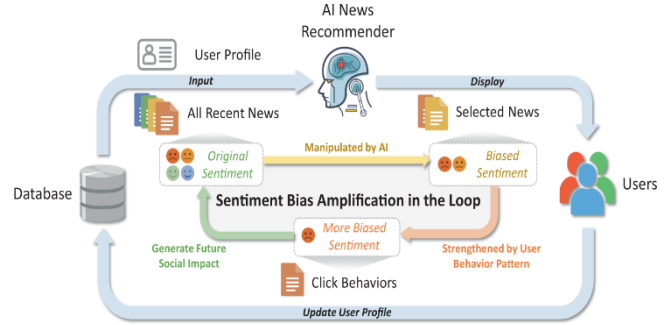 AI News
Recommender
User Profile
Input
Display
All Recent News
Selected News
Manipulated by AI
Original
Sentiment
Biased
Sentiment
Database
Sentiment Bias Amplification in the Loop
Users
More Biased
Sentiment
Generate Future
Social Impact
Strengthened by User
Behavior Pattern
Click Behaviors
Update User Profile